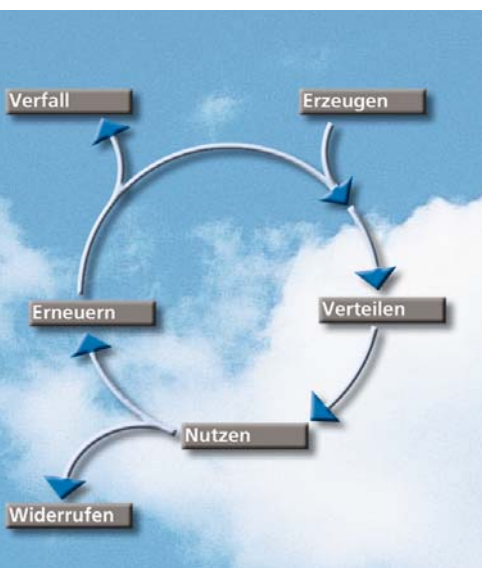 Verfall
Erzeugen
Erneuern
Verteilen
Nutzen
Widerrufen